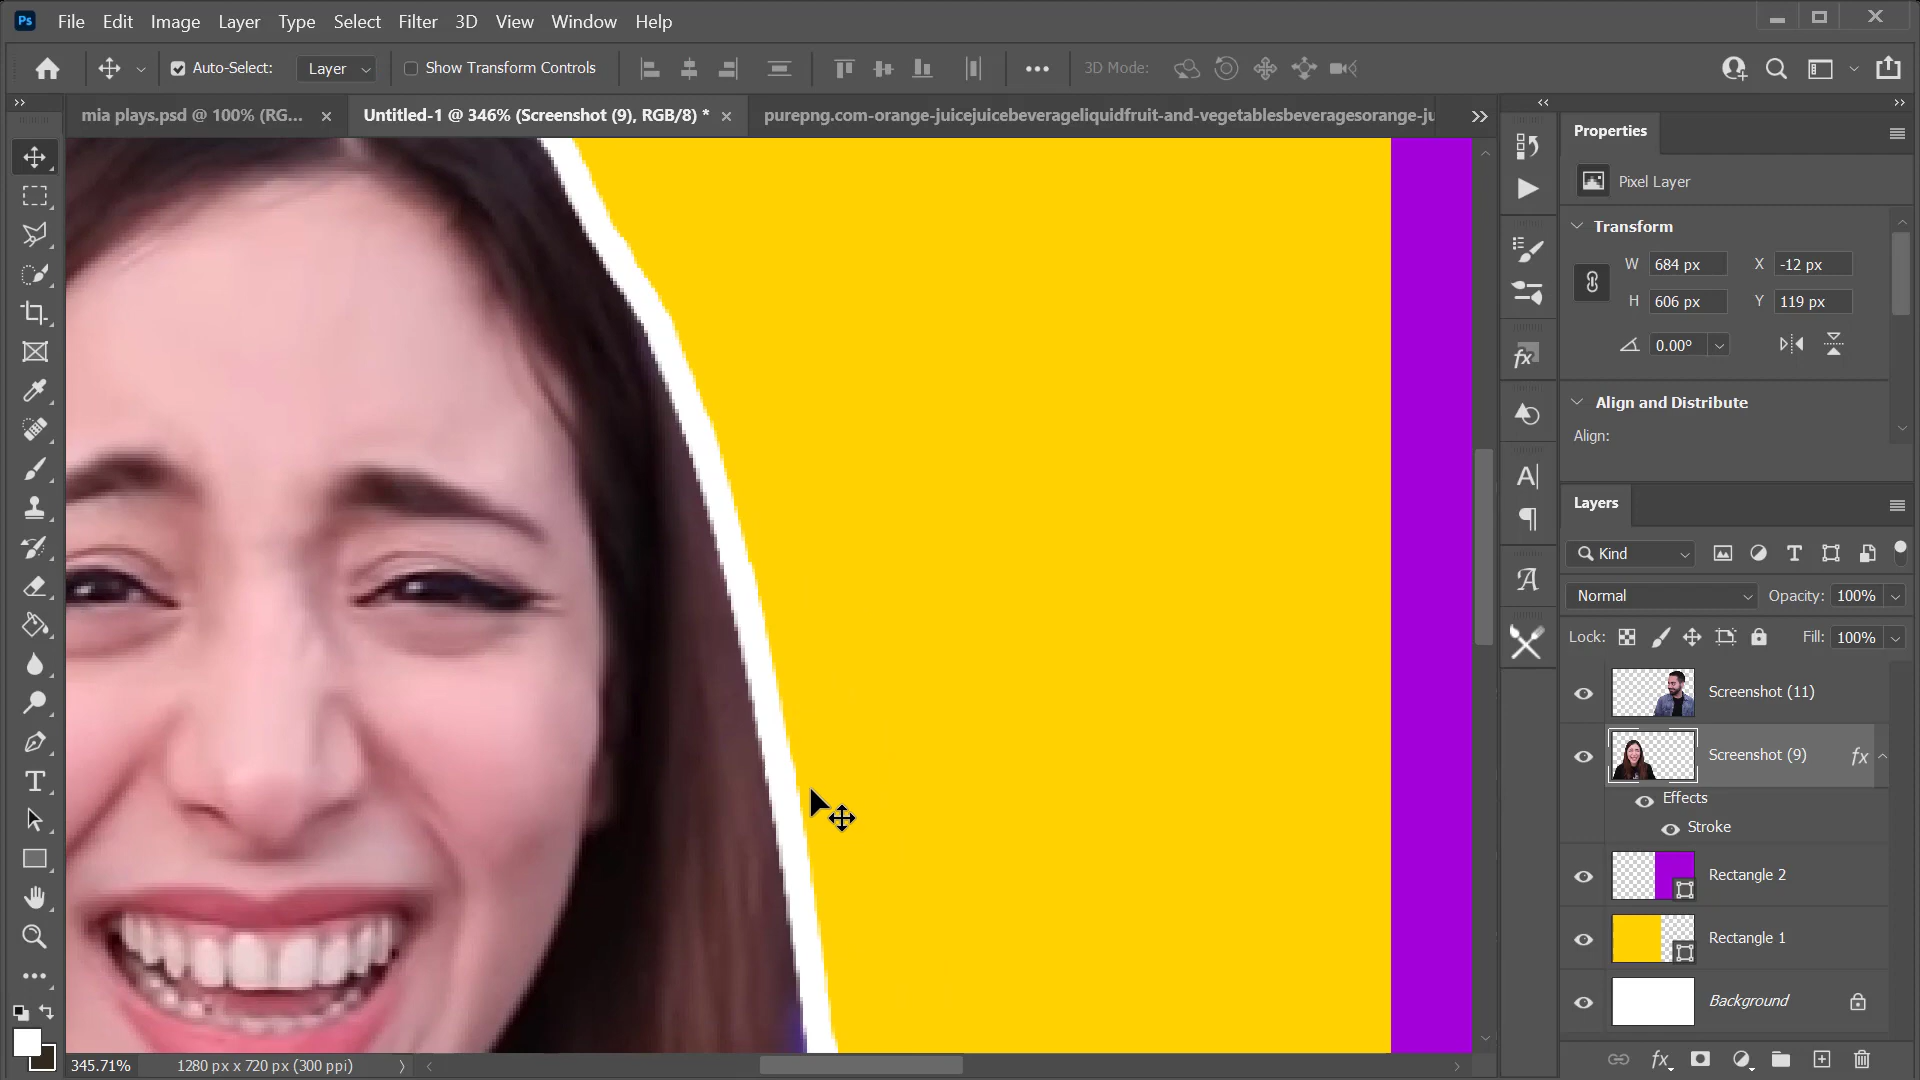 Ps File Edit Image Layer Type Select Filter 3D View Window Help
Auto-Select: Layer Show Transform Controls 3D Mode:
mia plays.psd @ 100% (RG... × Untitled-1 @ 346% (Screenshot (9), RGB/8) * × purepng.com-orange-juicejuicebeverageliquidfruit-and-vegetablesbeveragesorange-ju
Properties
Pixel Layer
Transform
W 684 px X -12 px
H 606 px Y 119 px
0.00°
Align and Distribute
Align:
Layers
Kind
Normal Opacity: 100%
Lock: Fill: 100%
Screenshot (11)
Screenshot (9) fx
Effects
Stroke
Rectangle 2
Rectangle 1
Background
345.71% 1280 px x 720 px (300 ppi)